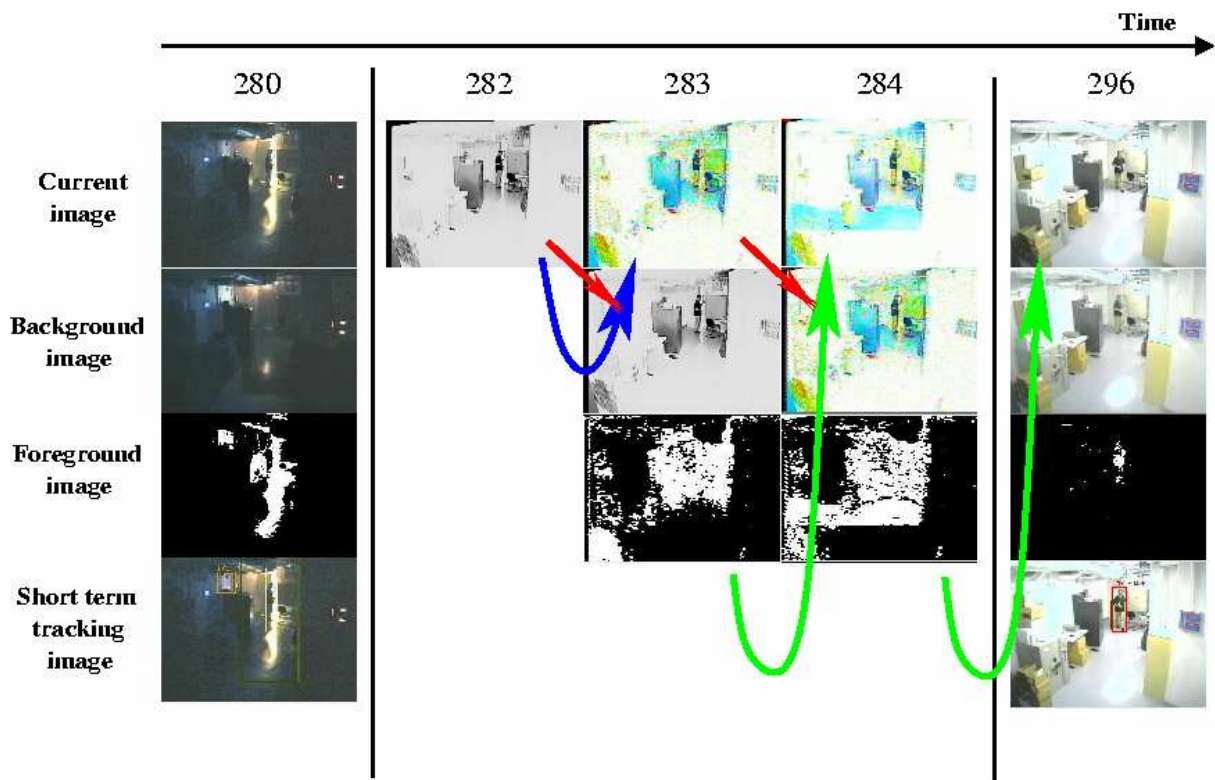 Time
280
282
283
284
296
Current
image
Background
image
Foreground
image
Short term
tracking
image